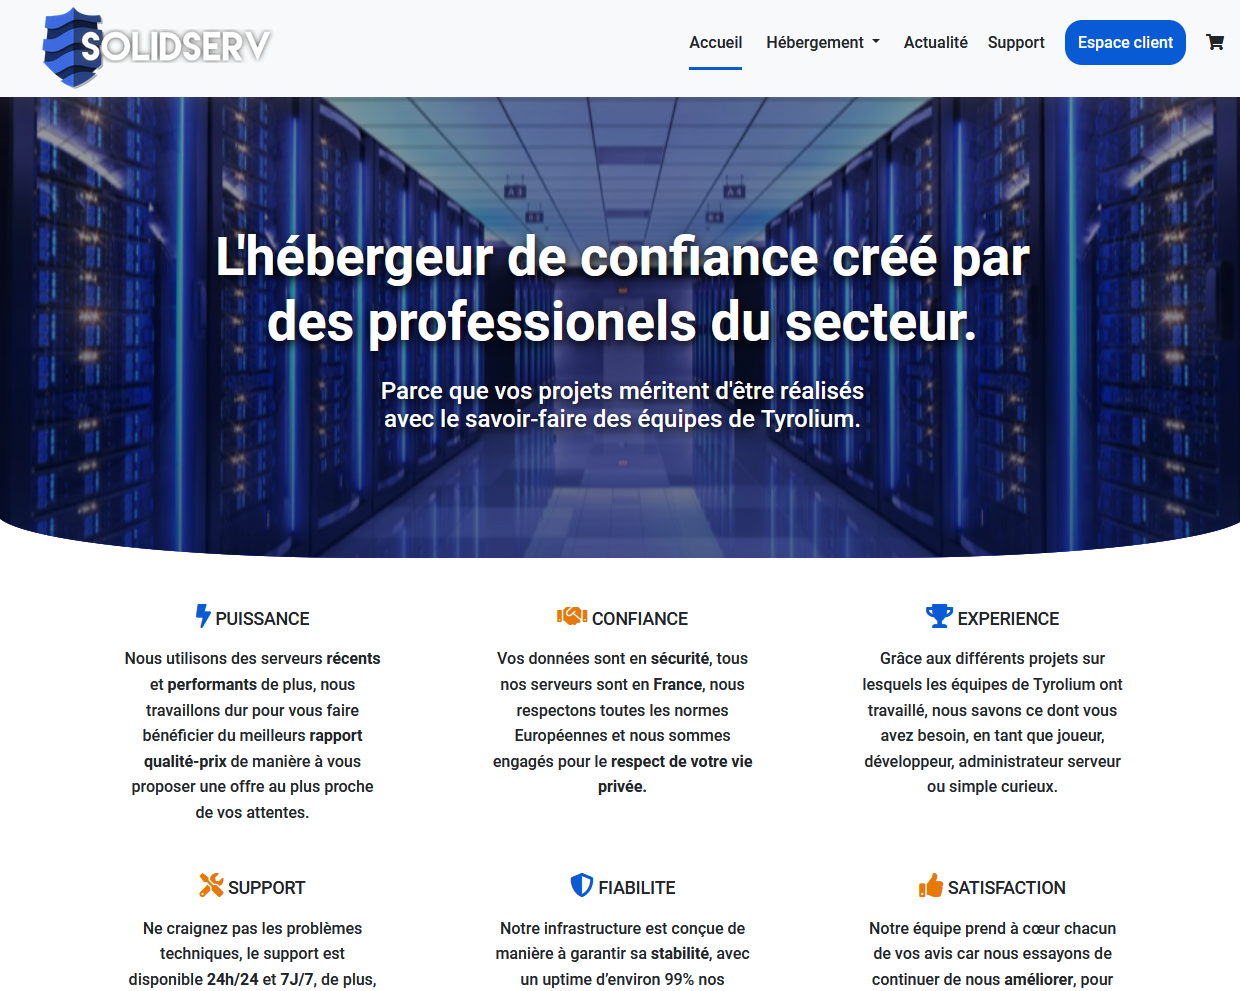 SOLIDSERV
Accueil Hébergement Actualité Support Espace client
A3 A4
L'hébergeur de confiance créé par
des professionels du secteur.
Parce que vos projets méritent d'être réalisés
avec le savoir-faire des équipes de Tyrolium.
PUISSANCE
Nous utilisons des serveurs récents
et performants de plus, nous
travaillons dur pour vous faire
bénéficier du meilleurs rapport
qualité-prix de manière à vous
proposer une offre au plus proche
de vos attentes.
CONFIANCE
Vos données sont en sécurité, tous
nos serveurs sont en France, nous
respectons toutes les normes
Européennes et nous sommes
engagés pour le respect de votre vie
privée.
EXPERIENCE
Grâce aux différents projets sur
lesquels les équipes de Tyrolium ont
travaillé, nous savons ce dont vous
avez besoin, en tant que joueur,
développeur, administrateur serveur
ou simple curieux.
SUPPORT
Ne craignez pas les problèmes
techniques, le support est
disponible 24h/24 et 7J/7, de plus,
FIABILITE
Notre infrastructure est conçue de
manière à garantir sa stabilité, avec
un uptime d'environ 99% nos
SATISFACTION
Notre équipe prend à cœur chacun
de vos avis car nous essayons de
continuer de nous améliorer, pour